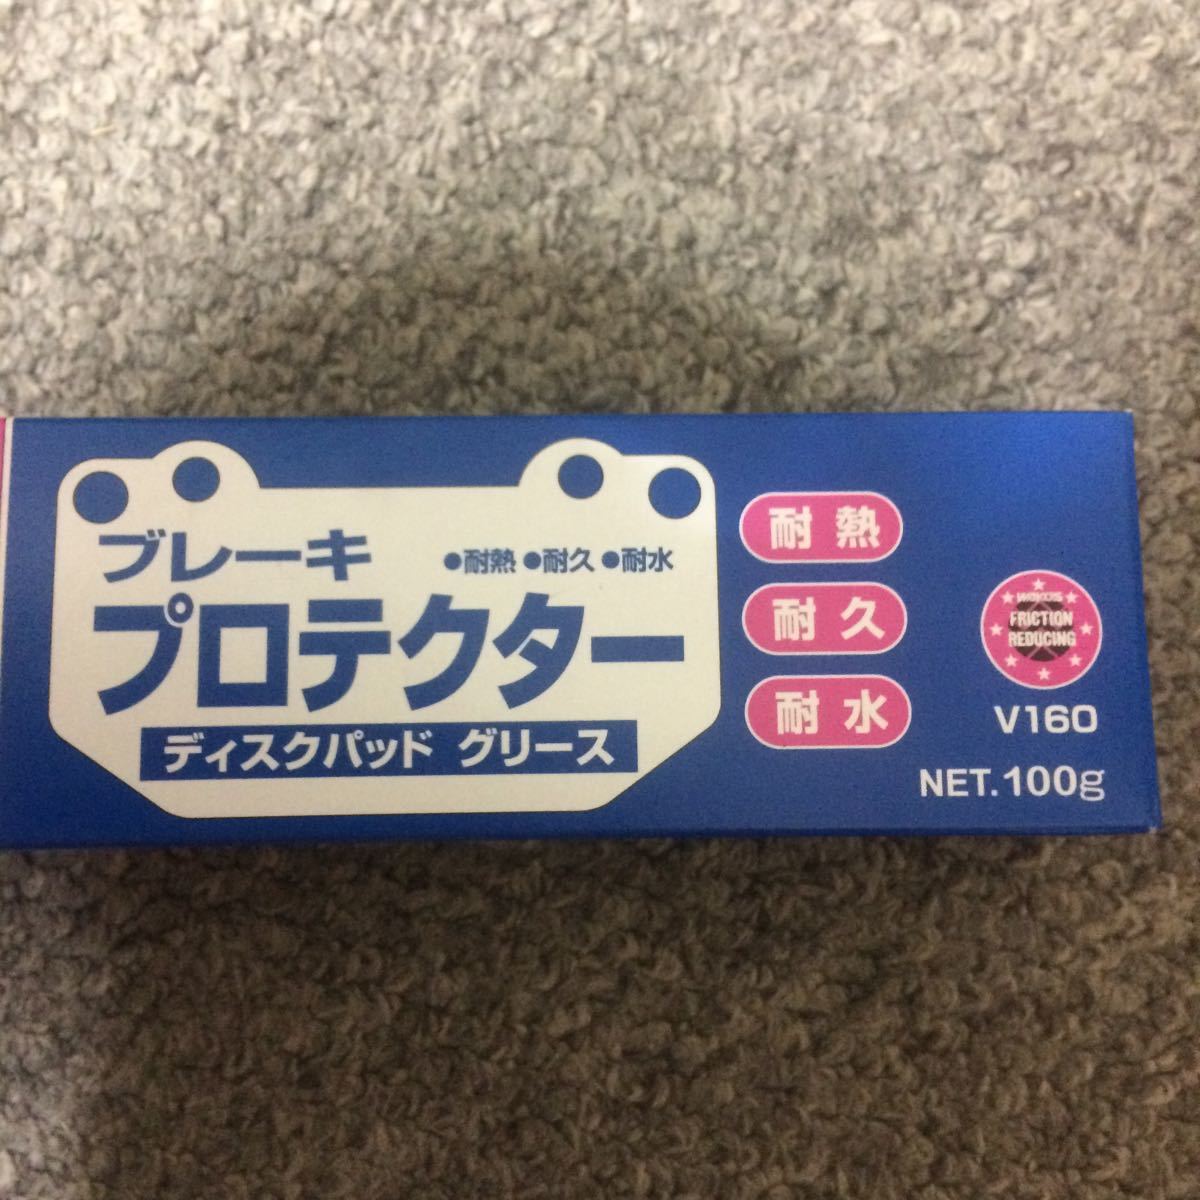 ブレーキ
●耐熱 ●耐久 ●耐水
プロテクター
ディスクパッド グリース
耐熱
耐久
耐水
WAKO'S
FRICTION
REDUCING
V160
NET.100g